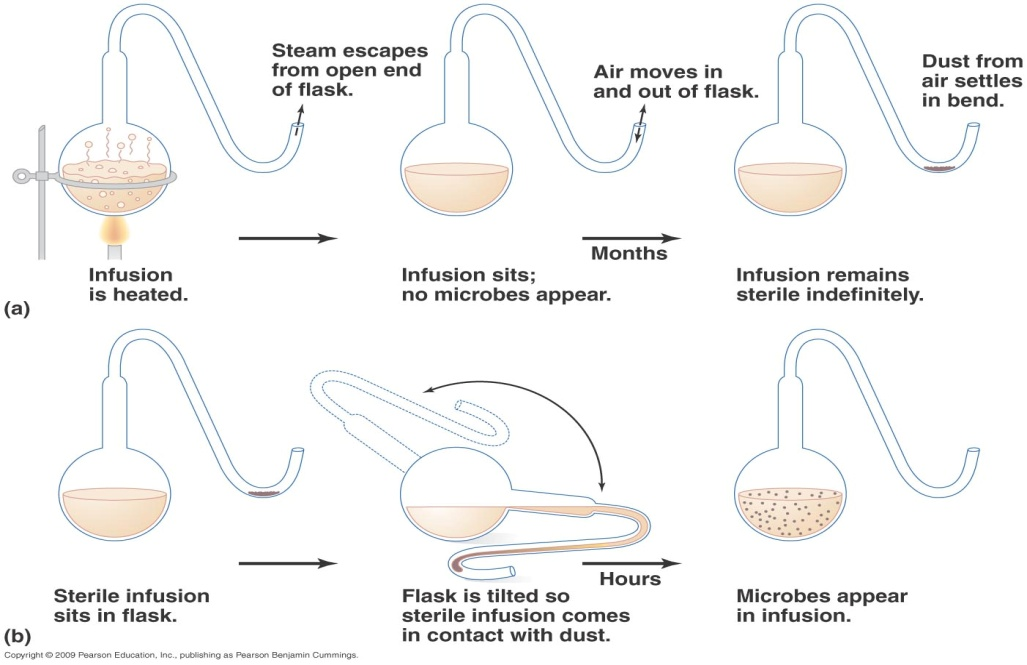 Steam escapes
from open end
of flask.
Air moves in
and out of flask.
Dust from
air settles
in bend.
Months
Infusion
is heated.
Infusion sits;
no microbes appear.
Infusion remains
sterile indefinitely.
(a)
Hours
Sterile infusion
sits in flask.
Flask is tilted so
sterile infusion comes
in contact with dust.
Microbes appear
in infusion.
(b)
Copyright © 2009 Pearson Education, Inc., publishing as Pearson Benjamin Cummings.